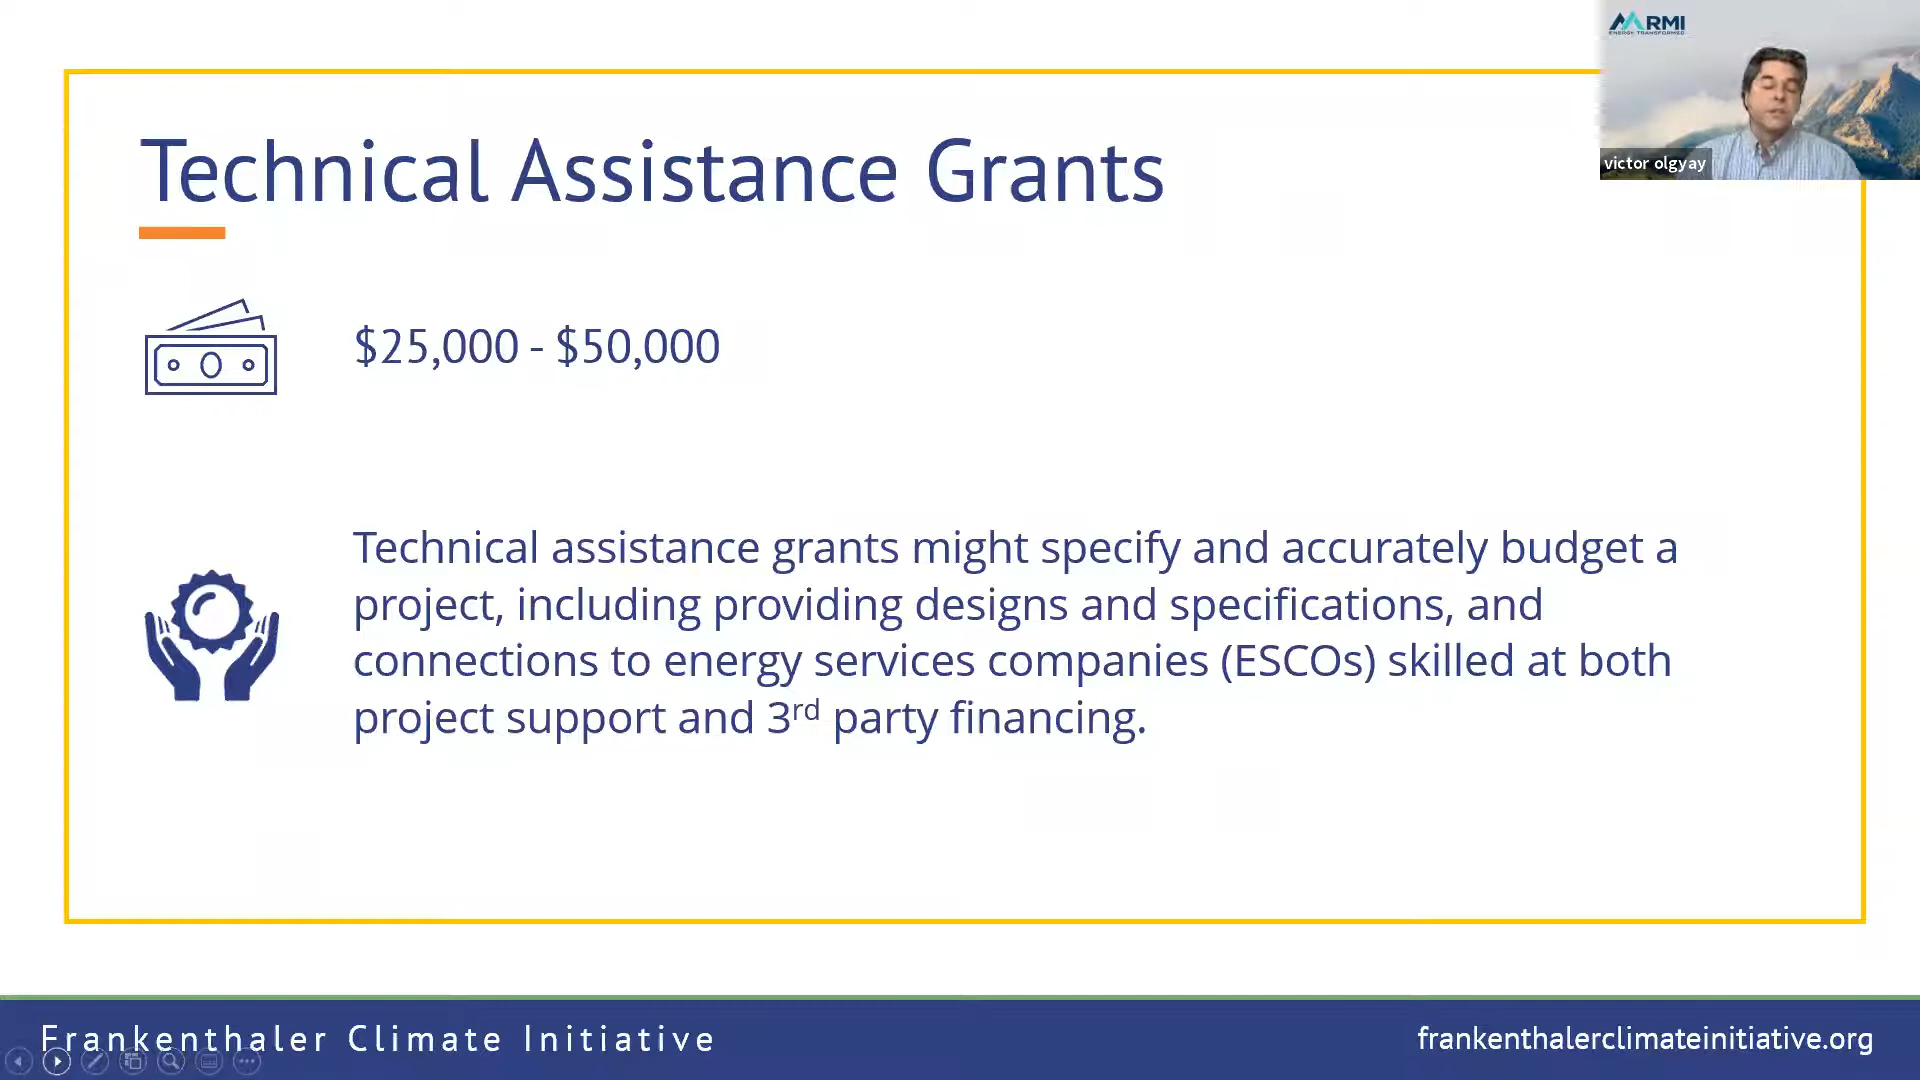 RMI
ENERGY. TRANSFORMED.
victor olgyay
Technical Assistance Grants
$25,000 - $50,000
Technical assistance grants might specify and accurately budget a
project, including providing designs and specifications, and
connections to energy services companies (ESCOs) skilled at both
project support and 3rd party financing.
Frankenthaler Climate Initiative
frankenthalerclimateinitiative.org